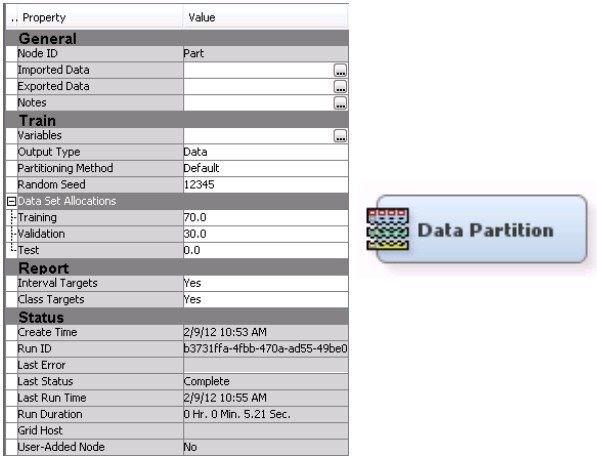 .. Property Value
General
Node ID Part
Imported Data ...
Exported Data ...
Notes ...
Train
Variables ...
Output Type Data
Partitioning Method Default
Random Seed 12345
Data Set Allocations
Training 70.0
Validation 30.0
Test 0.0
Report
Interval Targets Yes
Class Targets Yes
Status
Create Time 2/9/12 10:53 AM
Run ID b3731ffa-4fbb-470a-ad55-49be0
Last Error
Last Status Complete
Last Run Time 2/9/12 10:55 AM
Run Duration 0 Hr. 0 Min. 5.21 Sec.
Grid Host
User-Added Node No
Data Partition